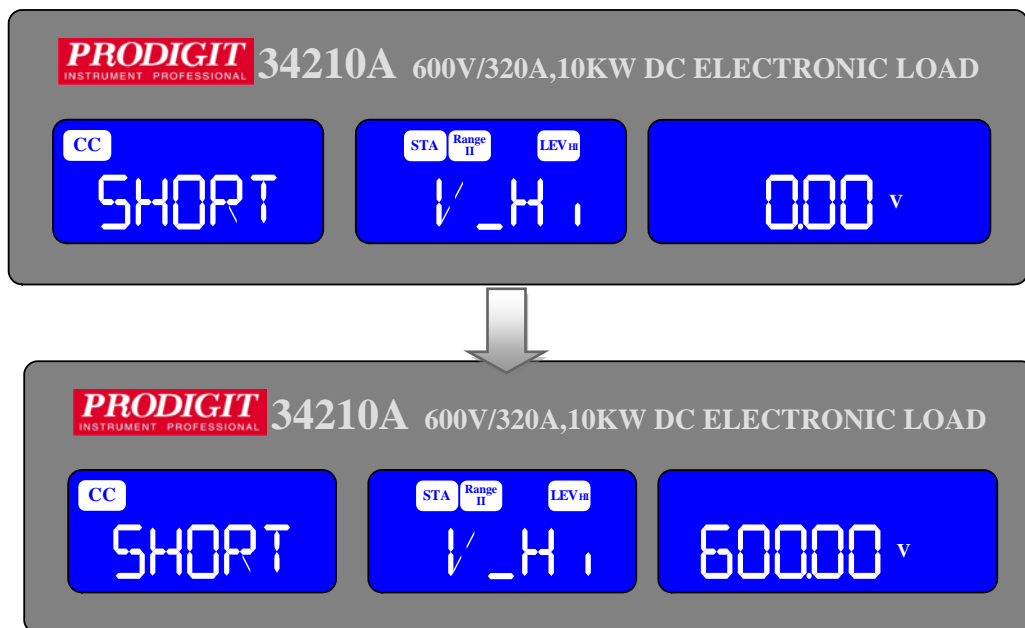 PRODIGIT
INSTRUMENT PROFESSIONAL
34210A 600V/320A,10KW DC ELECTRONIC LOAD
CC
STA Range II LEV HI
SHORT V_Hi 0.00 V
PRODIGIT
INSTRUMENT PROFESSIONAL
34210A 600V/320A,10KW DC ELECTRONIC LOAD
CC
STA Range II LEV HI
SHORT V_Hi 600.00 V